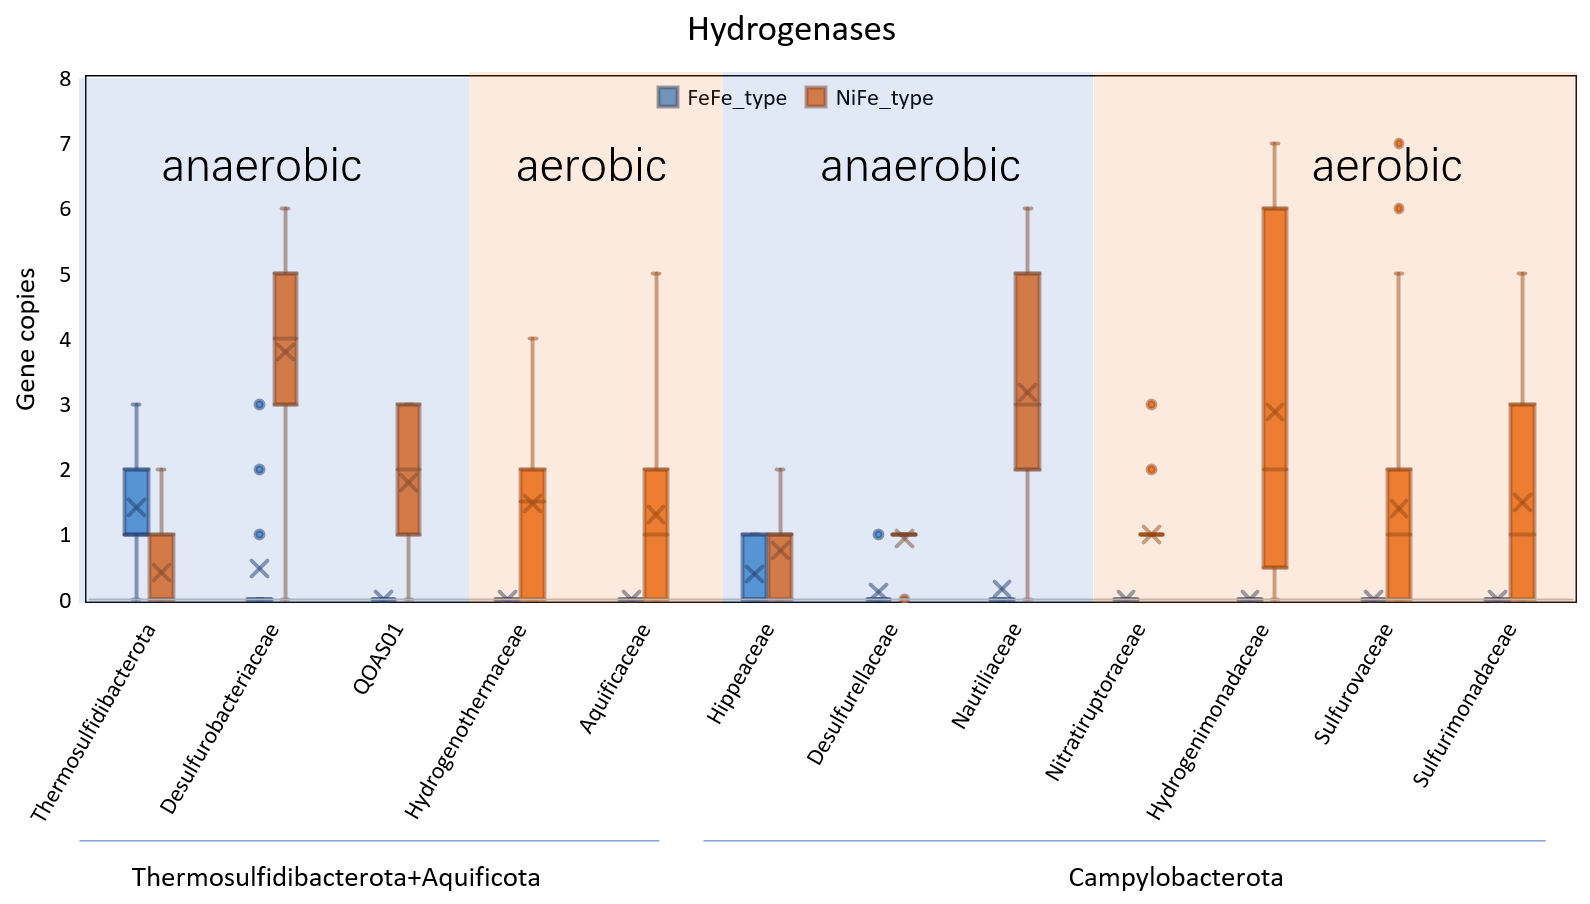 Hydrogenases
FeFe_type NiFe_type
anaerobic aerobic anaerobic aerobic
Gene copies
8
7
6
5
4
3
2
1
0
Thermosulfidibacterota
Desulfurobacteriaceae
QOAS01
Hydrogenothermaceae
Aquificaceae
Hippeaceae
Desulfurellaceae
Nautiliaceae
Nitratiruptoraceae
Hydrogenimonadaceae
Sulfurovaceae
Sulfurimonadaceae
Thermosulfidibacterota+Aquificota
Campylobacterota